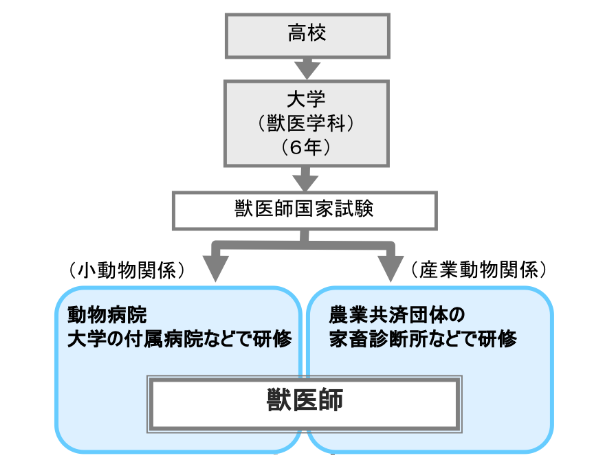 高校
大学
（獣医学科）
（６年）
獣医師国家試験
（小動物関係）
（産業動物関係）
動物病院
大学の付属病院などで研修
農業共済団体の
家畜診断所などで研修
獣医師